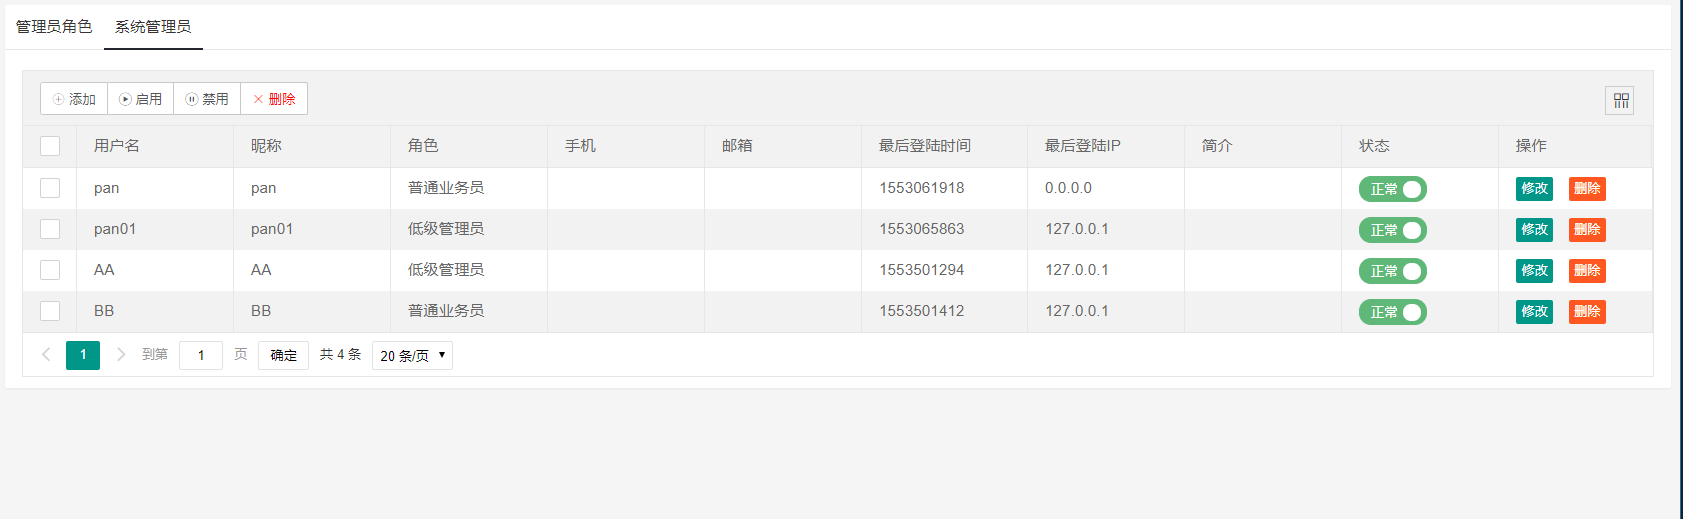 管理员角色 系统管理员
添加 启用 禁用 删除
用户名 昵称 角色 手机 邮箱 最后登陆时间 最后登陆IP 简介 状态 操作
pan pan 普通业务员 1553061918 0.0.0.0 正常 修改 删除
pan01 pan01 低级管理员 1553065863 127.0.0.1 正常 修改 删除
AA AA 低级管理员 1553501294 127.0.0.1 正常 修改 删除
BB BB 普通业务员 1553501412 127.0.0.1 正常 修改 删除
1 到第 1 页 确定 共 4 条 20 条/页